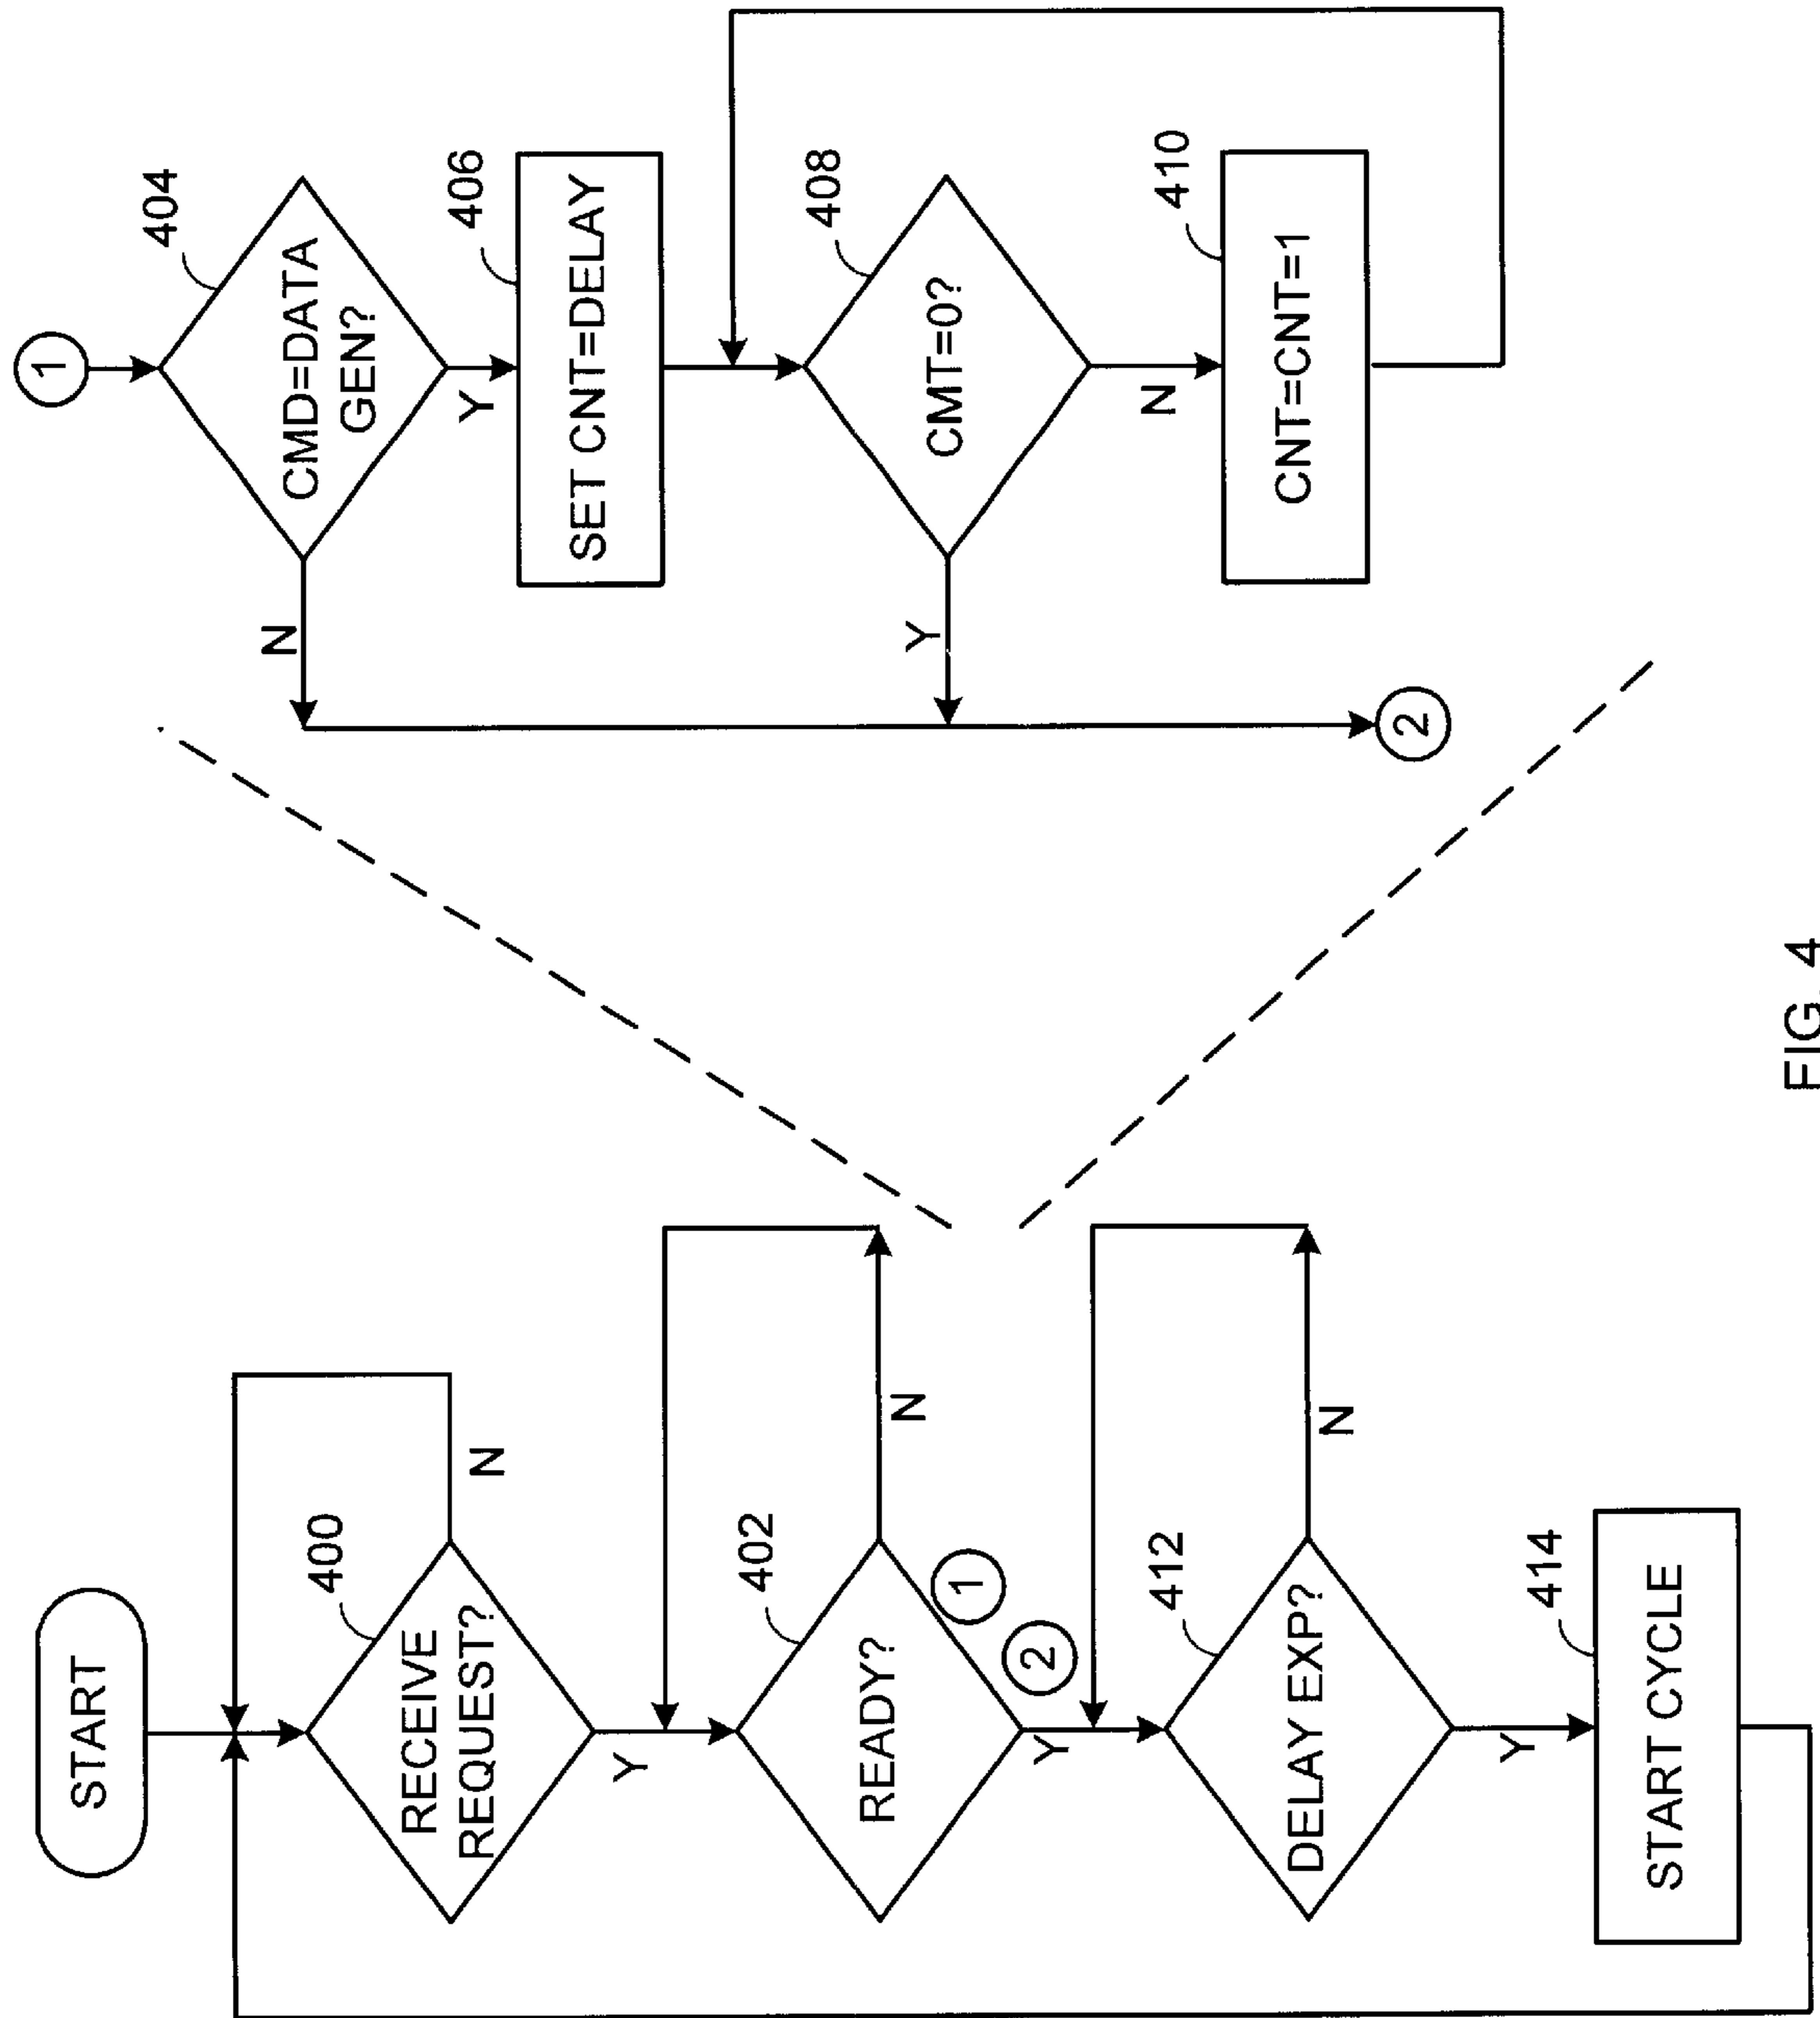 START
400
RECEIVE
REQUEST?
N
Y
402
READY?
N
1
2
Y
412
DELAY EXP?
N
Y
414
START CYCLE
1
404
CMD=DATA
GEN?
N
Y
406
SET CNT=DELAY
408
CMT=0?
Y
N
410
CNT=CNT=1
2
FIG. 4